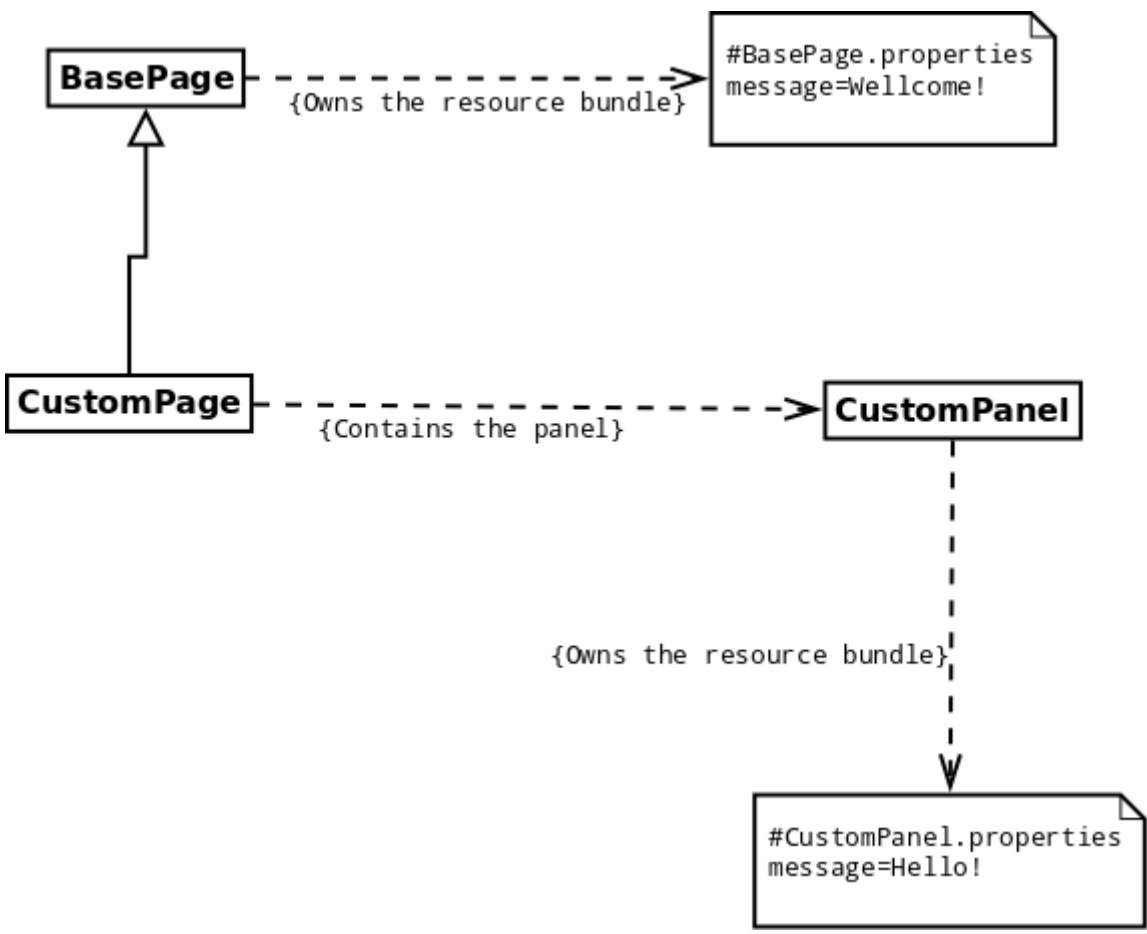 BasePage
{Owns the resource bundle}
#BasePage.properties
message=Wellcome!
CustomPage
{Contains the panel}
CustomPanel
{Owns the resource bundle}
#CustomPanel.properties
message=Hello!